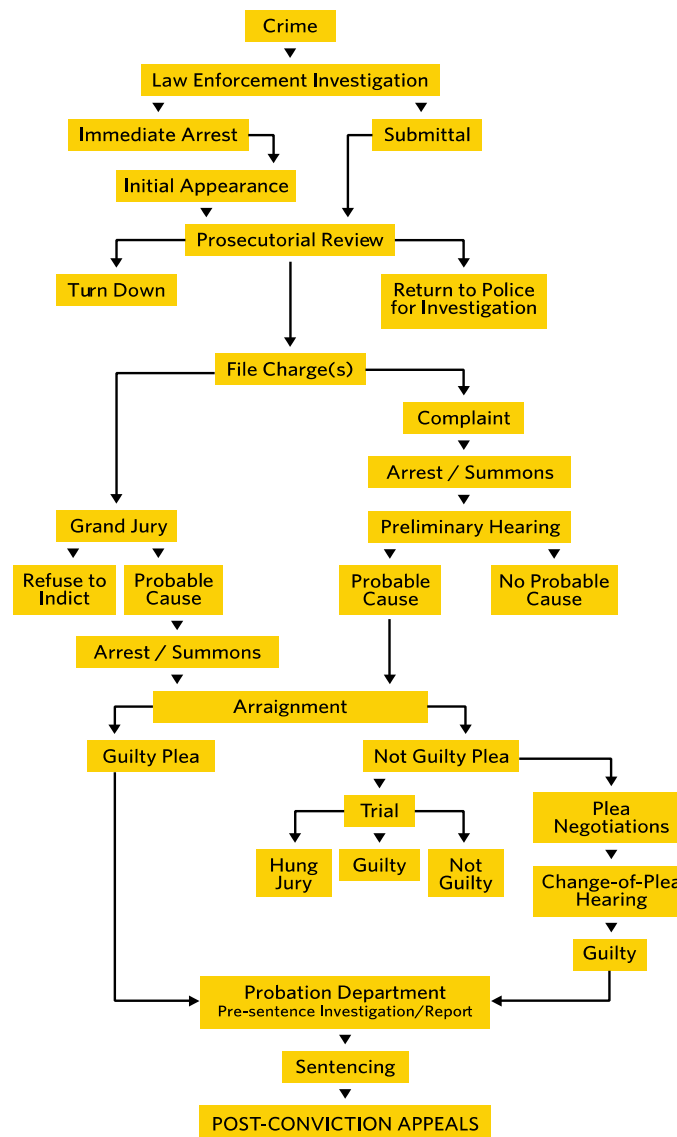 Crime
Law Enforcement Investigation
Immediate Arrest
Submittal
Initial Appearance
Prosecutorial Review
Turn Down
Return to Police
for Investigation
File Charge(s)
Complaint
Arrest / Summons
Grand Jury
Preliminary Hearing
Refuse to
Indict
Probable
Cause
Probable
Cause
No Probable
Cause
Arrest / Summons
Arraignment
Guilty Plea
Not Guilty Plea
Trial
Plea
Negotiations
Hung
Jury
Guilty
Not
Guilty
Change-of-Plea
Hearing
Guilty
Probation Department
Pre-sentence Investigation/Report
Sentencing
POST-CONVICTION APPEALS